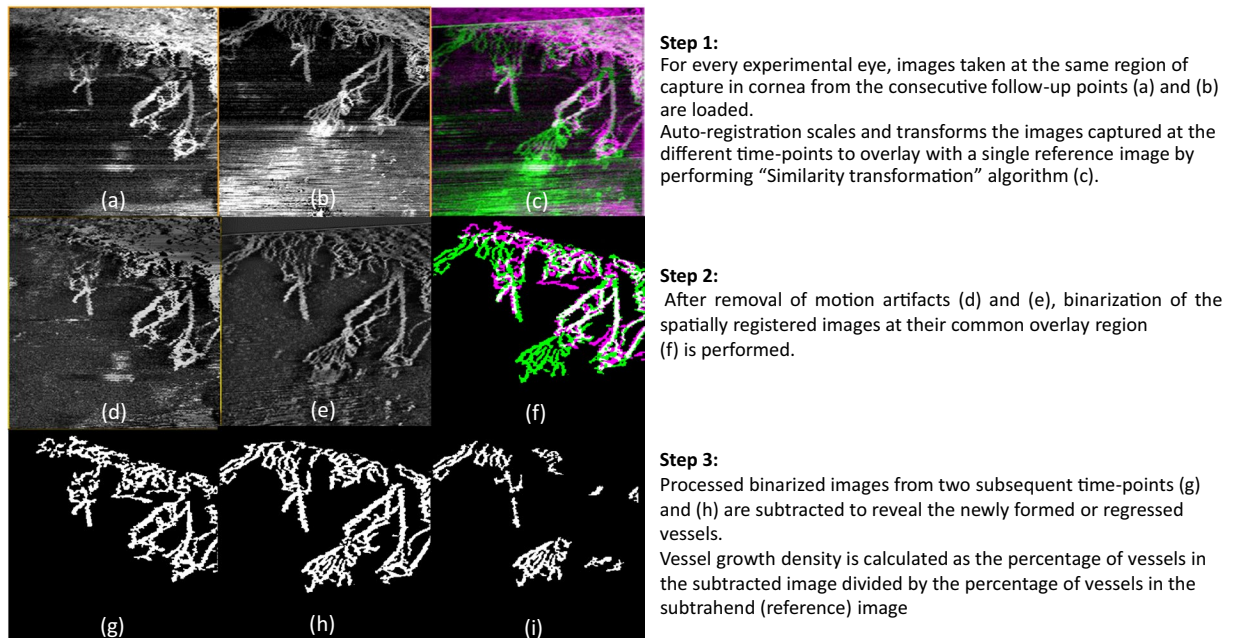 (a)
(b)
(c)
Step 1:
For every experimental eye, images taken at the same region of
capture in cornea from the consecutive follow-up points (a) and (b)
are loaded.
Auto-registration scales and transforms the images captured at the
different time-points to overlay with a single reference image by
performing “Similarity transformation” algorithm (c).
(d)
(e)
(f)
Step 2:
After removal of motion artifacts (d) and (e), binarization of the
spatially registered images at their common overlay region
(f) is performed.
(g)
(h)
(i)
Step 3:
Processed binarized images from two subsequent time-points (g)
and (h) are subtracted to reveal the newly formed or regressed
vessels.
Vessel growth density is calculated as the percentage of vessels in
the subtracted image divided by the percentage of vessels in the
subtrahend (reference) image